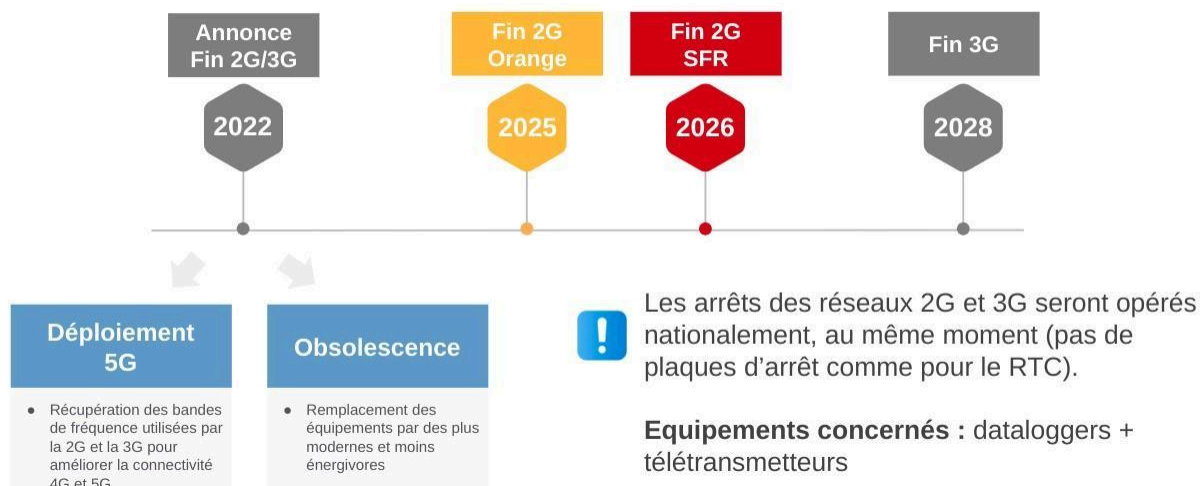 Annonce
Fin 2G/3G
Fin 2G
Orange
Fin 2G
SFR
Fin 3G
2022
2025
2026
2028
Déploiement
5G
● Récupération des bandes
de fréquence utilisées par
la 2G et la 3G pour
améliorer la connectivité
4G et 5G
Obsolescence
● Remplacement des
équipements par des plus
modernes et moins
énergivores
!
Les arrêts des réseaux 2G et 3G seront opérés
nationalement, au même moment (pas de
plaques d’arrêt comme pour le RTC).
Equipements concernés : dataloggers +
télétransmetteurs